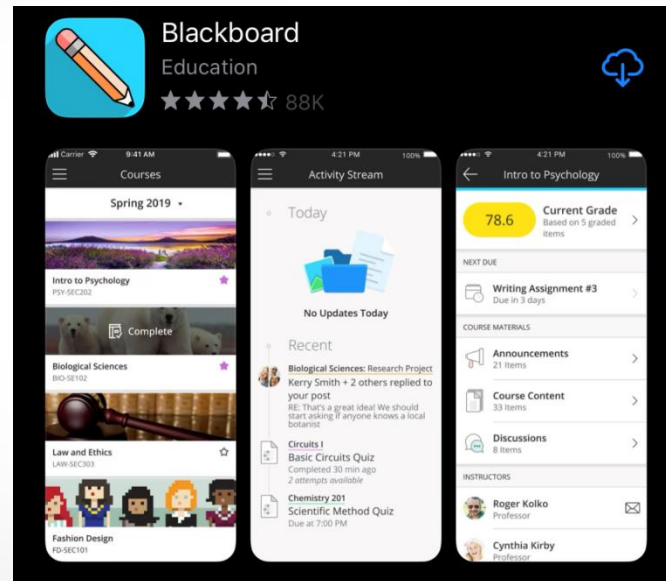 Blackboard
Education
88K
Carrier 9:41 AM
Courses
Spring 2019
Intro to Psychology
PSY-SEC202
Complete
Biological Sciences
BIO-SE102
Law and Ethics
LAW-SEC303
Fashion Design
FD-SEC101
4:21 PM 100%
Activity Stream
Today
No Updates Today
Recent
Biological Sciences: Research Project
Kerry Smith + 2 others replied to
your post
RE: That's a great idea! We should
start asking if anyone knows a local
botanist
Circuits I
Basic Circuits Quiz
Completed 30 min ago
2 attempts available
Chemistry 201
Scientific Method Quiz
Due at 7:00 PM
4:21 PM 100%
Intro to Psychology
78.6
Current Grade
Based on 5 graded
items
NEXT DUE
Writing Assignment #3
Due in 3 days
COURSE MATERIALS
Announcements
21 Items
Course Content
33 Items
Discussions
8 Items
INSTRUCTORS
Roger Kolko
Professor
Cynthia Kirby
Professor